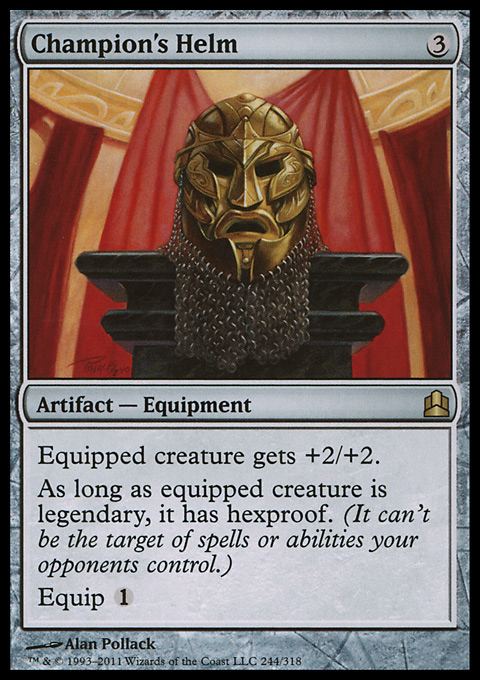 Champion's Helm 3
Artifact — Equipment
Equipped creature gets +2/+2.
As long as equipped creature is
legendary, it has hexproof. (It can't
be the target of spells or abilities your
opponents control.)
Equip 1
Alan Pollack
™ & © 1993–2011 Wizards of the Coast LLC 244/318